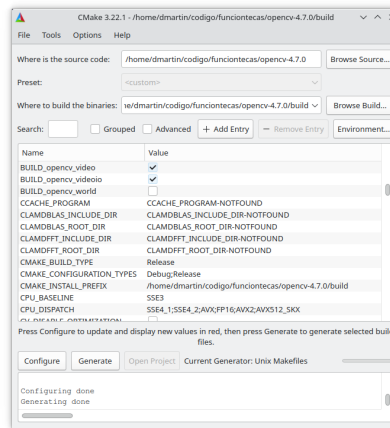 CMake 3.22.1 - /home/dmartin/codigo/funciontecas/opencv-4.7.0/build
File Tools Options Help
Where is the source code: /home/dmartin/codigo/funciontecas/opencv-4.7.0 Browse Source...
Preset: <custom>
Where to build the binaries: ɪe/dmartin/codigo/funciontecas/opencv-4.7.0/build Browse Build...
Search: Grouped Advanced + Add Entry − Remove Entry Environment...
Name Value
BUILD_opencv_video
BUILD_opencv_videoio
BUILD_opencv_world
CCACHE_PROGRAM CCACHE_PROGRAM-NOTFOUND
CLAMDBLAS_INCLUDE_DIR CLAMDBLAS_INCLUDE_DIR-NOTFOUND
CLAMDBLAS_ROOT_DIR CLAMDBLAS_ROOT_DIR-NOTFOUND
CLAMDFFT_INCLUDE_DIR CLAMDFFT_INCLUDE_DIR-NOTFOUND
CLAMDFFT_ROOT_DIR CLAMDFFT_ROOT_DIR-NOTFOUND
CMAKE_BUILD_TYPE Release
CMAKE_CONFIGURATION_TYPES Debug;Release
CMAKE_INSTALL_PREFIX /home/dmartin/codigo/funciontecas/opencv-4.7.0/build
CPU_BASELINE SSE3
CPU_DISPATCH SSE4_1;SSE4_2;AVX;FP16;AVX2;AVX512_SKX
CV_DISABLE_OPTIMIZATION
Press Configure to update and display new values in red, then press Generate to generate selected build
files.
Configure Generate Open Project Current Generator: Unix Makefiles
Configuring done
Generating done